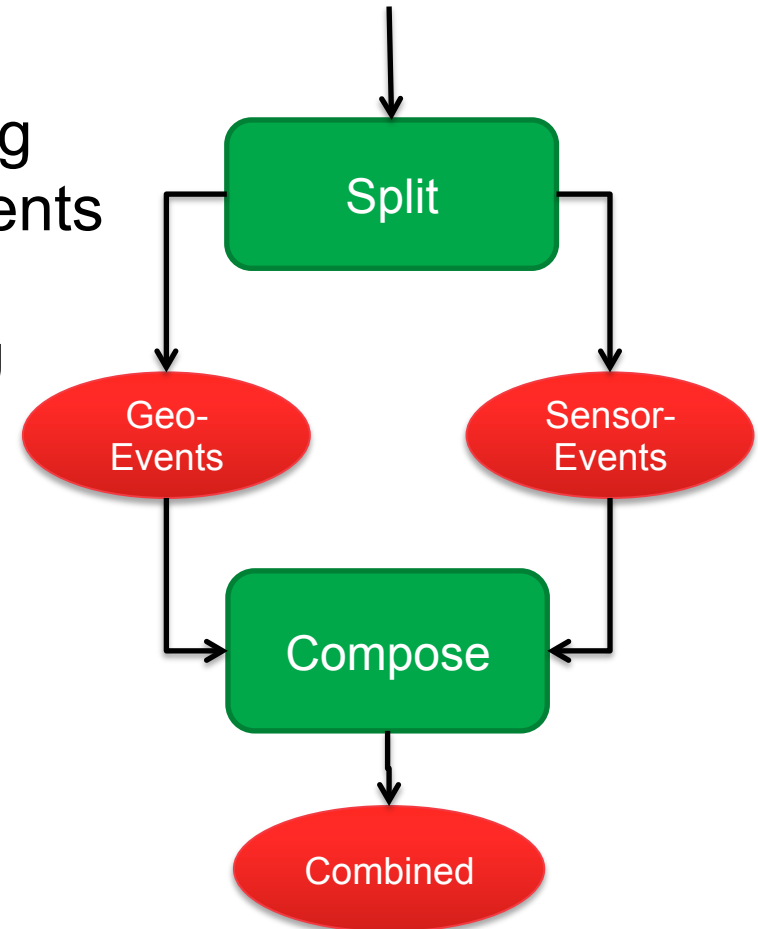 Split
Geo-
Events
Sensor-
Events
Compose
Combined